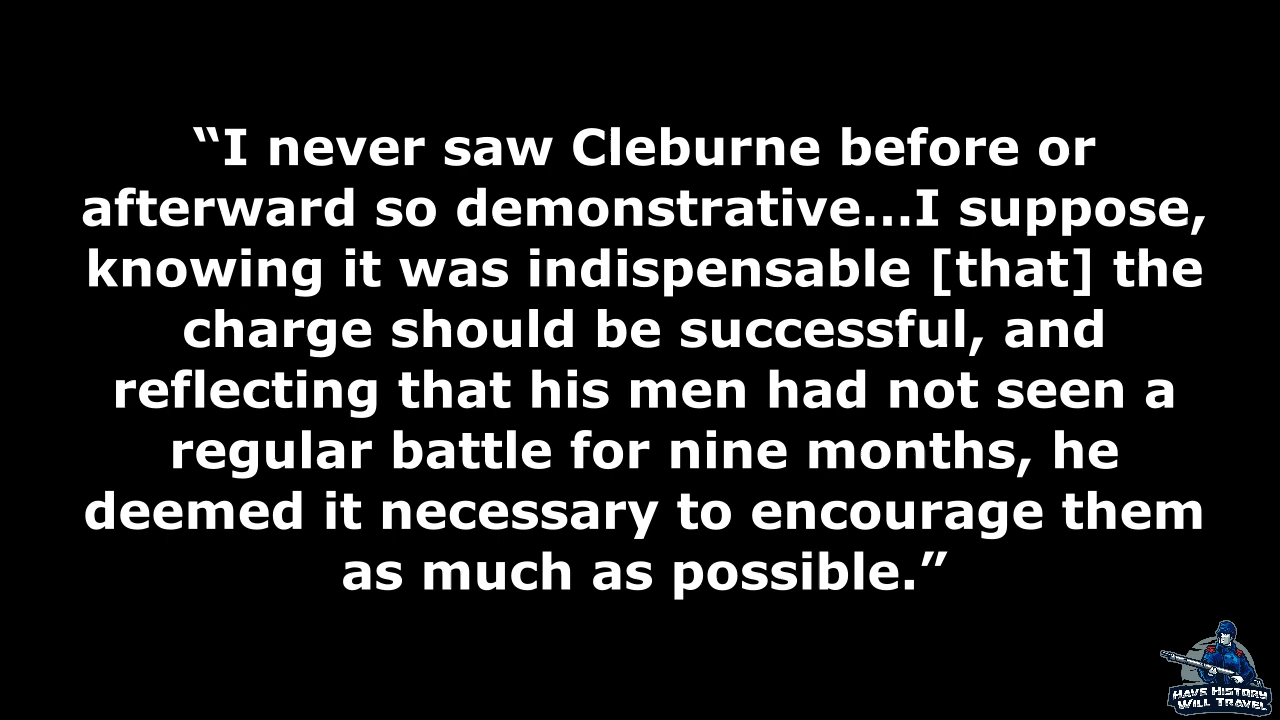 “I never saw Cleburne before or
afterward so demonstrative...I suppose,
knowing it was indispensable [that] the
charge should be successful, and
reflecting that his men had not seen a
regular battle for nine months, he
deemed it necessary to encourage them
as much as possible.”
Have History
Will Travel